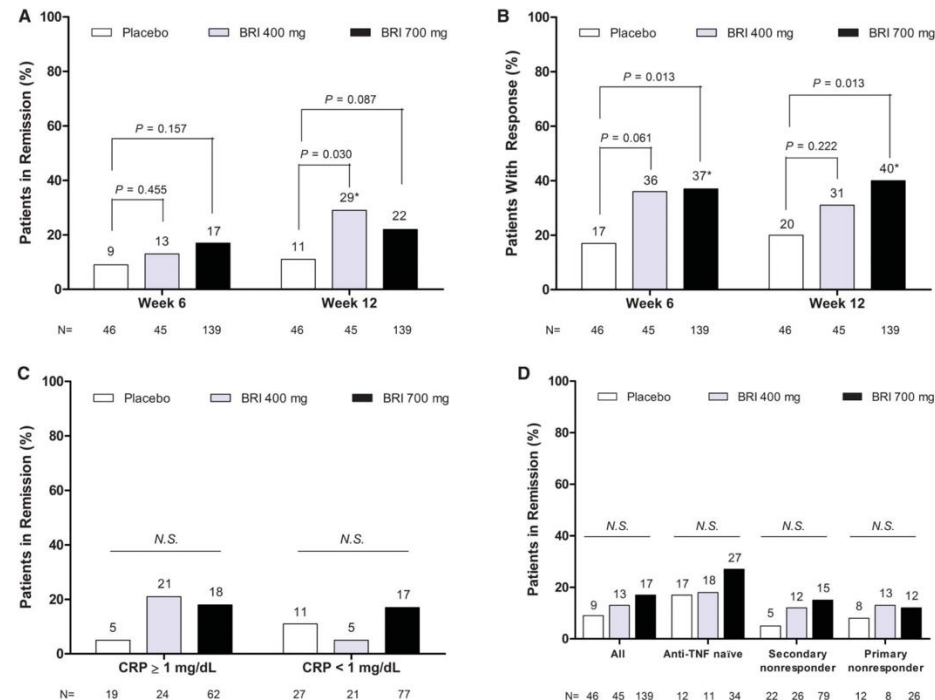 A
Patients in Remission (%)
100
80
60
40
20
0
Placebo BRI 400 mg BRI 700 mg
P = 0.087
P = 0.157
P = 0.030
P = 0.455
9 13 17 11 29* 22
Week 6 Week 12
N= 46 45 139 46 45 139
B
Patients With Response (%)
100
80
60
40
20
0
Placebo BRI 400 mg BRI 700 mg
P = 0.013 P = 0.013
P = 0.061 P = 0.222
17 36 37* 20 31 40*
Week 6 Week 12
N= 46 45 139 46 45 139
C
Patients in Remission (%)
100
80
60
40
20
0
Placebo BRI 400 mg BRI 700 mg
N.S. N.S.
5 21 18 11 5 17
CRP ≥ 1 mg/dL CRP < 1 mg/dL
N= 19 24 62 27 21 77
D
Patients in Remission (%)
100
80
60
40
20
0
Placebo BRI 400 mg BRI 700 mg
N.S. N.S. N.S. N.S.
9 13 17 17 18 27 5 12 15 8 13 12
All Anti-TNF naïve Secondary Primary
nonresponder nonresponder
N= 46 45 139 12 11 34 22 26 79 12 8 26